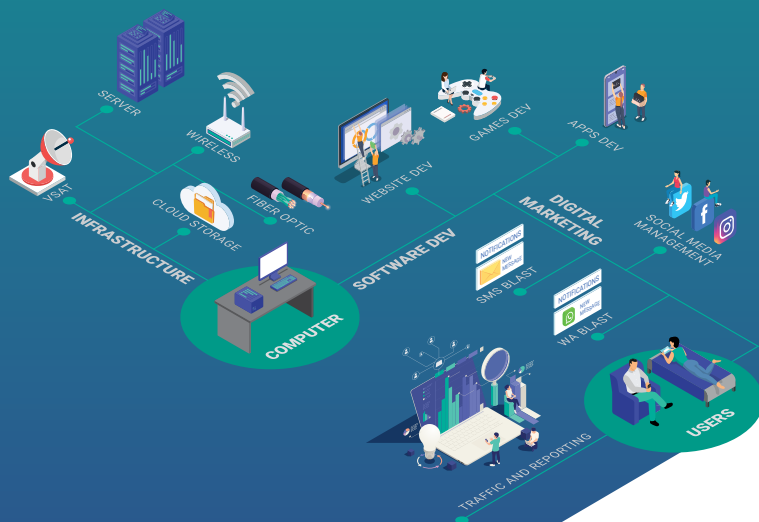 SERVER
WIRELESS
VSAT
CLOUD STORAGE
FIBER OPTIC
INFRASTRUCTURE
COMPUTER
SOFTWARE DEV
WEBSITE DEV
GAMES DEV
APPS DEV
DIGITAL
MARKETING
SOCIAL MEDIA
MANAGEMENT
NOTIFICATIONS
NEW
MESSAGE
SMS BLAST
NOTIFICATIONS
NEW
MESSAGE
WA BLAST
USERS
TRAFFIC AND REPORTING